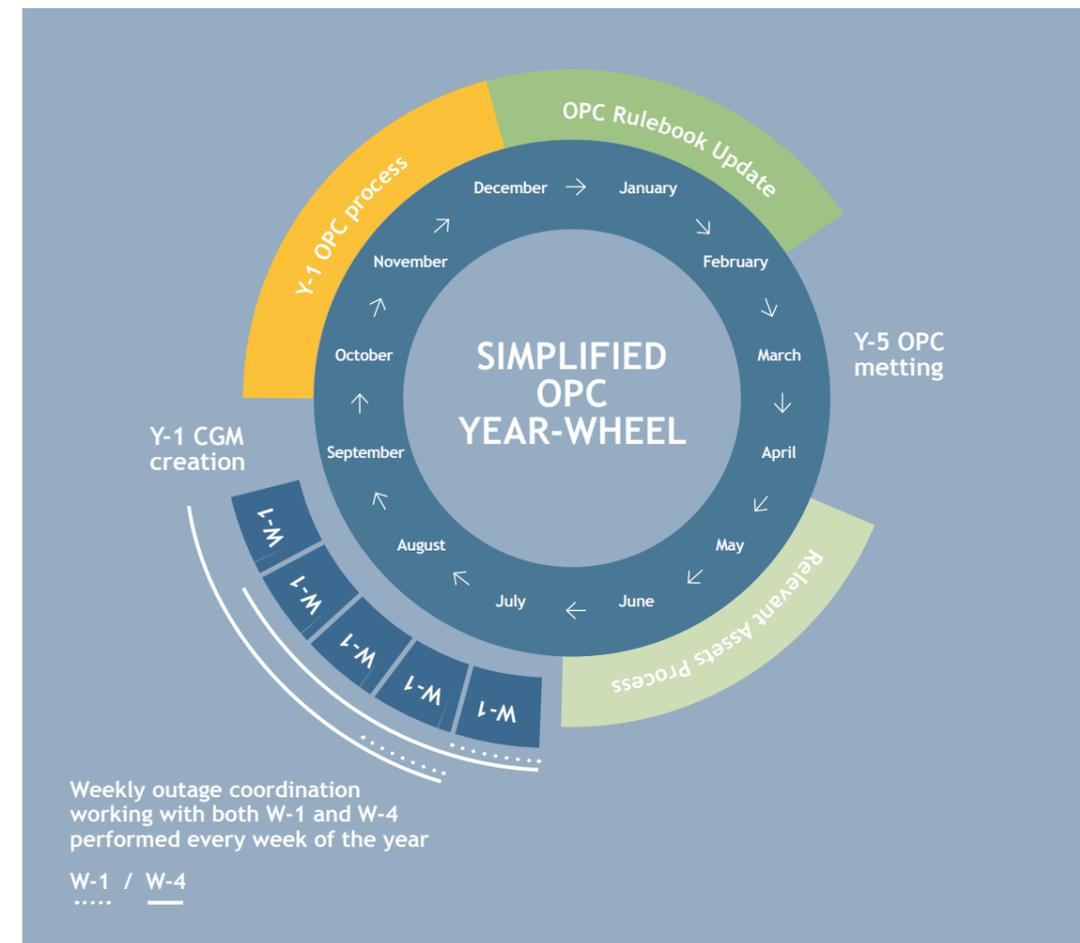 OPC Rulebook Update
Y-1 OPC process
December
January
November
February
October
March
September
April
August
May
July
June
SIMPLIFIED
OPC
YEAR-WHEEL
Y-5 OPC
metting
Y-1 CGM
creation
Relevant Assets Process
W-1
W-1
W-1
W-1
W-1
Weekly outage coordination
working with both W-1 and W-4
performed every week of the year
W-1 / W-4